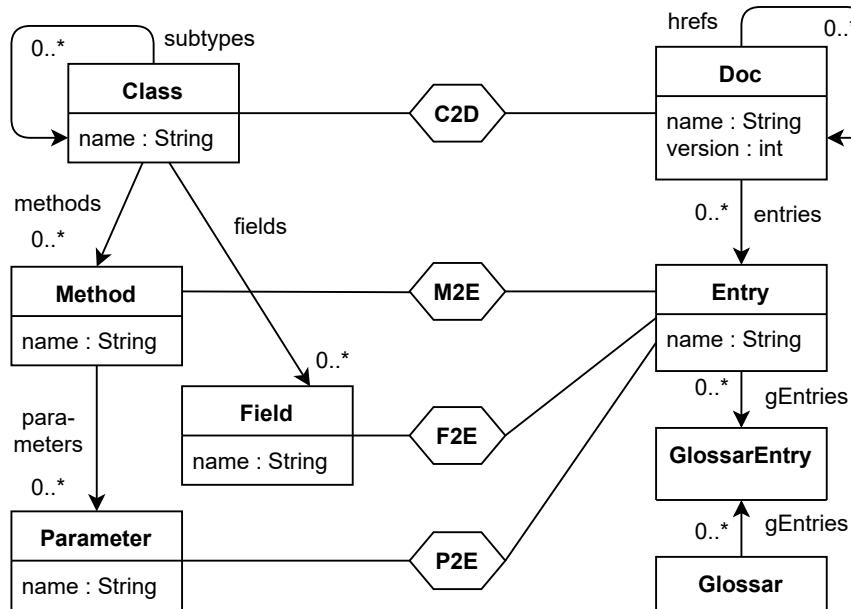 subtypes
0..*
hrefs
0..*
Class
name : String
C2D
Doc
name : String
version : int
methods
0..*
fields
0..*
entries
Method
name : String
M2E
Entry
name : String
0..*
0..*
gEntries
para-
meters
Field
name : String
F2E
GlossarEntry
0..*
0..*
gEntries
Parameter
name : String
P2E
Glossar